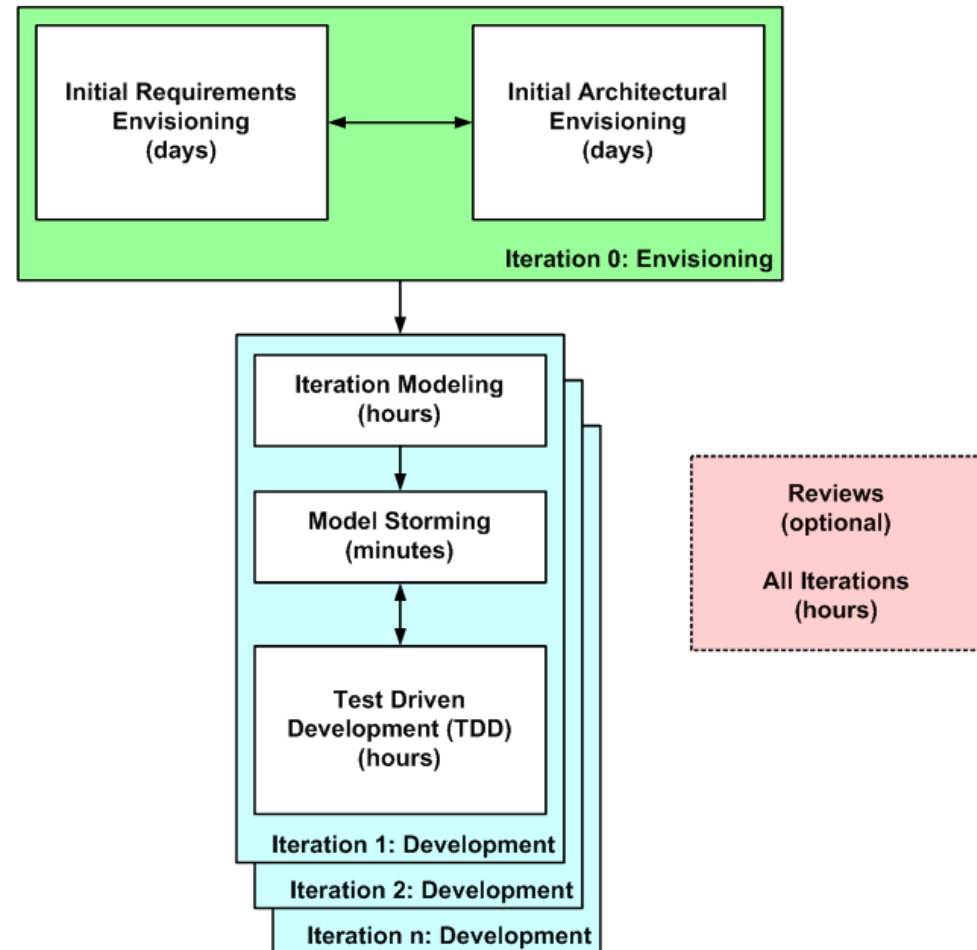 Initial Requirements
Envisioning
(days)
Initial Architectural
Envisioning
(days)
Iteration 0: Envisioning
Iteration Modeling
(hours)
Model Storming
(minutes)
Test Driven
Development (TDD)
(hours)
Iteration 1: Development
Iteration 2: Development
Iteration n: Development
Reviews
(optional)
All Iterations
(hours)